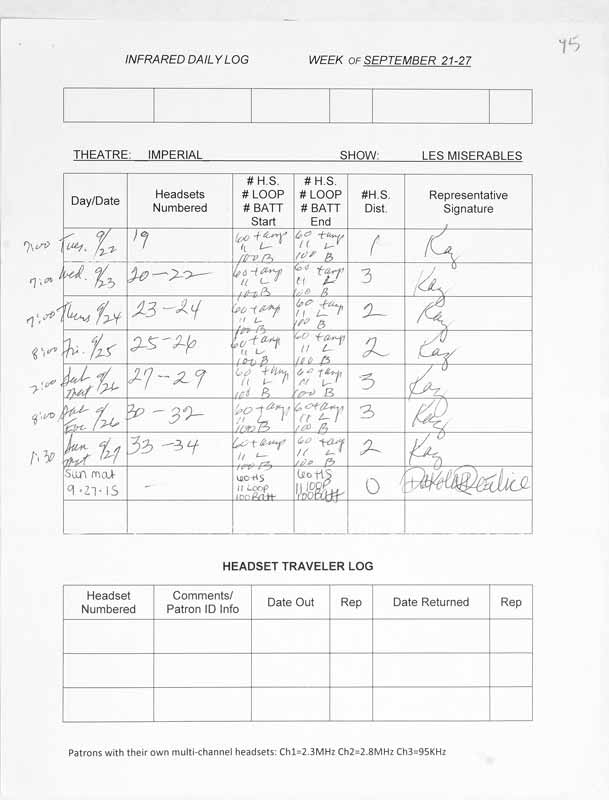 45
INFRARED DAILY LOG WEEK OF SEPTEMBER 21-27
THEATRE: IMPERIAL SHOW: LES MISERABLES
Day/Date Headsets Numbered # H.S. # LOOP # BATT Start # H.S. # LOOP # BATT End #H.S. Dist. Representative Signature
7:00 Tues. 9/22 19 60 + amp 11 L 100 B 60 + amp 11 L 100 B 1 Kaz
7:00 Wed. 9/23 20-22 60 + amp 11 L 100 B 60 + amp 11 L 100 B 3 Kaz
7:00 Thurs 9/24 23-24 60 + amp 11 L 100 B 60 + amp 11 L 100 B 2 Kaz
8:00 Fri. 9/25 25-26 60 + amp 11 L 100 B 60 + amp 11 L 100 B 2 Kaz
2:00 Sat mat 9/26 27-29 60 + amp 11 L 100 B 60 + amp 11 L 100 B 3 Kaz
8:00 Sat Eve 9/26 30-32 60 + amp 11 L 100 B 60 + amp 11 L 100 B 3 Kaz
1:30 Sun mat 9/27 33-34 60 + amp 11 L 100 B 60 + amp 11 L 100 B 2 Kaz
Sun mat 9.27.15 - 60 HS 11 LOOP 100 Batt 60 HS 11 LOOP 100 Batt 0
HEADSET TRAVELER LOG
Headset Numbered Comments/ Patron ID Info Date Out Rep Date Returned Rep
Patrons with their own multi-channel headsets: Ch1=2.3MHz Ch2=2.8MHz Ch3=95KHz